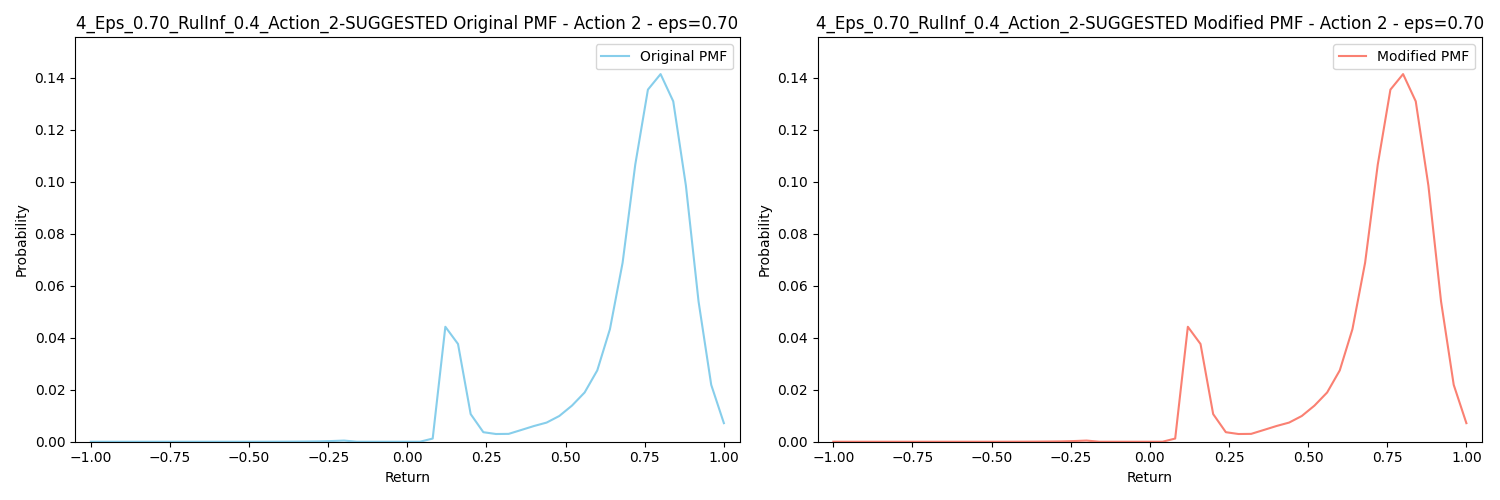 4_Eps_0.70_RulInf_0.4_Action_2-SUGGESTED Original PMF - Action 2 - eps=0.70
Original PMF
0.14
0.12
0.10
0.08
0.06
0.04
0.02
0.00
Probability
−1.00 −0.75 −0.50 −0.25 0.00 0.25 0.50 0.75 1.00
Return
4_Eps_0.70_RulInf_0.4_Action_2-SUGGESTED Modified PMF - Action 2 - eps=0.70
Modified PMF
0.14
0.12
0.10
0.08
0.06
0.04
0.02
0.00
Probability
−1.00 −0.75 −0.50 −0.25 0.00 0.25 0.50 0.75 1.00
Return